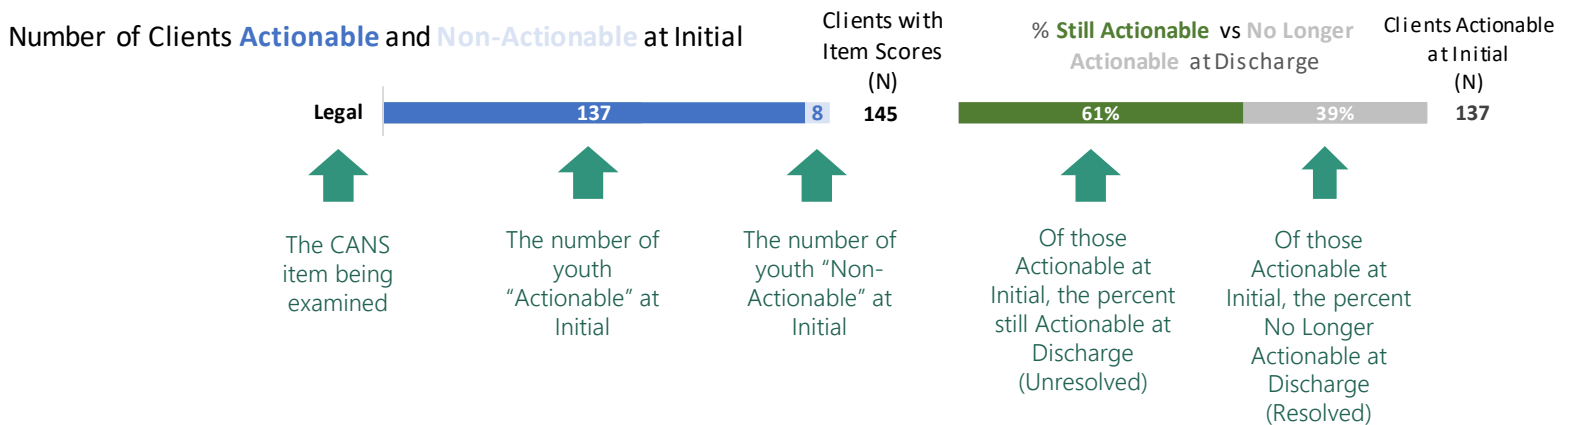 Number of Clients Actionable and Non-Actionable at Initial
Clients with
Item Scores
(N)
% Still Actionable vs No Longer
Actionable at Discharge
Clients Actionable
at Initial
(N)
Legal
137
8
145
61%
39%
137
The CANS
item being
examined
The number of
youth
“Actionable” at
Initial
The number of
youth “Non-
Actionable” at
Initial
Of those
Actionable at
Initial, the percent
still Actionable at
Discharge
(Unresolved)
Of those
Actionable at
Initial, the percent
No Longer
Actionable at
Discharge
(Resolved)